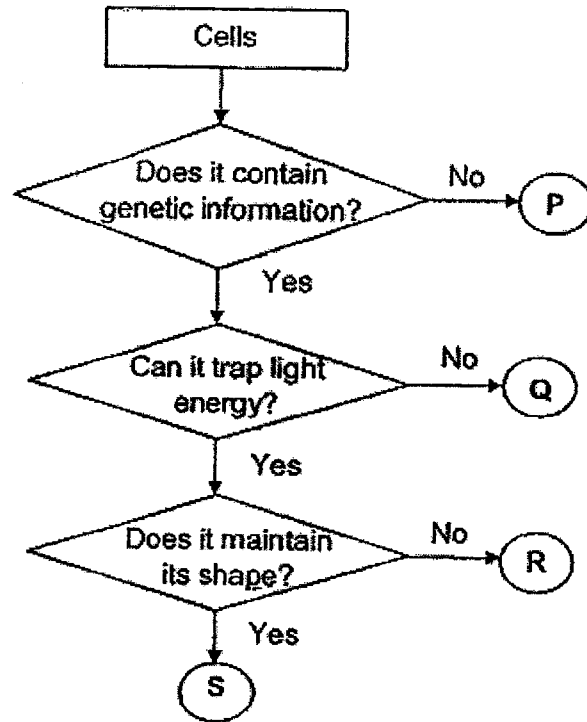 Cells
Does it contain
genetic information?
No
P
Yes
Can it trap light
energy?
No
Q
Yes
Does it maintain
its shape?
No
R
Yes
S